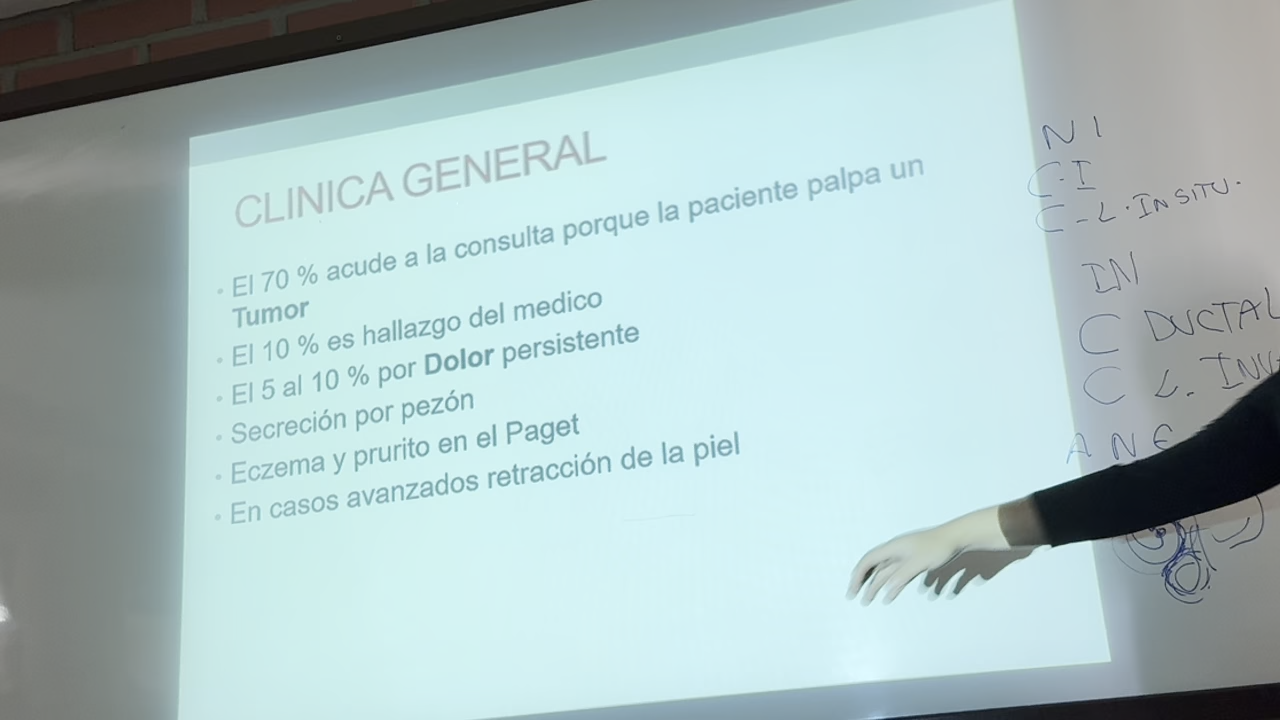 CLINICA GENERAL
• El 70 % acude a la consulta porque la paciente palpa un
Tumor
• El 10 % es hallazgo del medico
• El 5 al 10 % por Dolor persistente
• Secreción por pezón
• Eczema y prurito en el Paget
• En casos avanzados retracción de la piel
N I
C-I
C-L. IN SITU.
IN
C DUCTAL
C L.